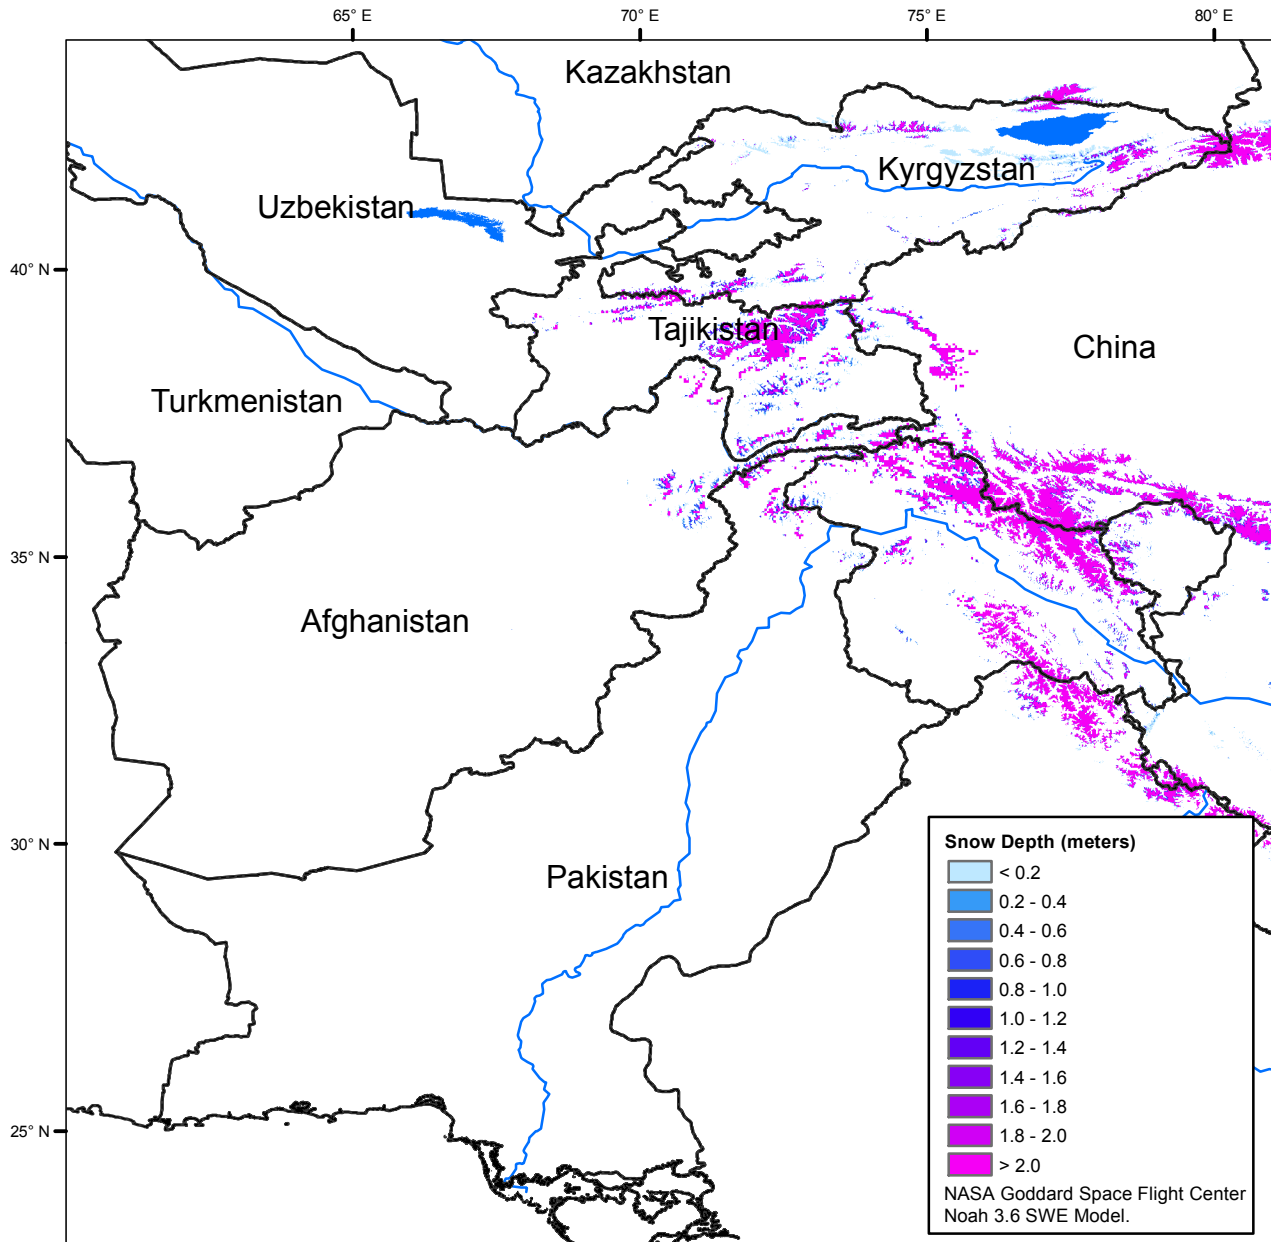 65° E
70° E
75° E
80° E
Kazakhstan
Kyrgyzstan
Uzbekistan
40° N
Tajikistan
China
Turkmenistan
35° N
Afghanistan
30° N
Pakistan
25° N
Snow Depth (meters)
< 0.2
0.2 - 0.4
0.4 - 0.6
0.6 - 0.8
0.8 - 1.0
1.0 - 1.2
1.2 - 1.4
1.4 - 1.6
1.6 - 1.8
1.8 - 2.0
> 2.0
NASA Goddard Space Flight Center
Noah 3.6 SWE Model.